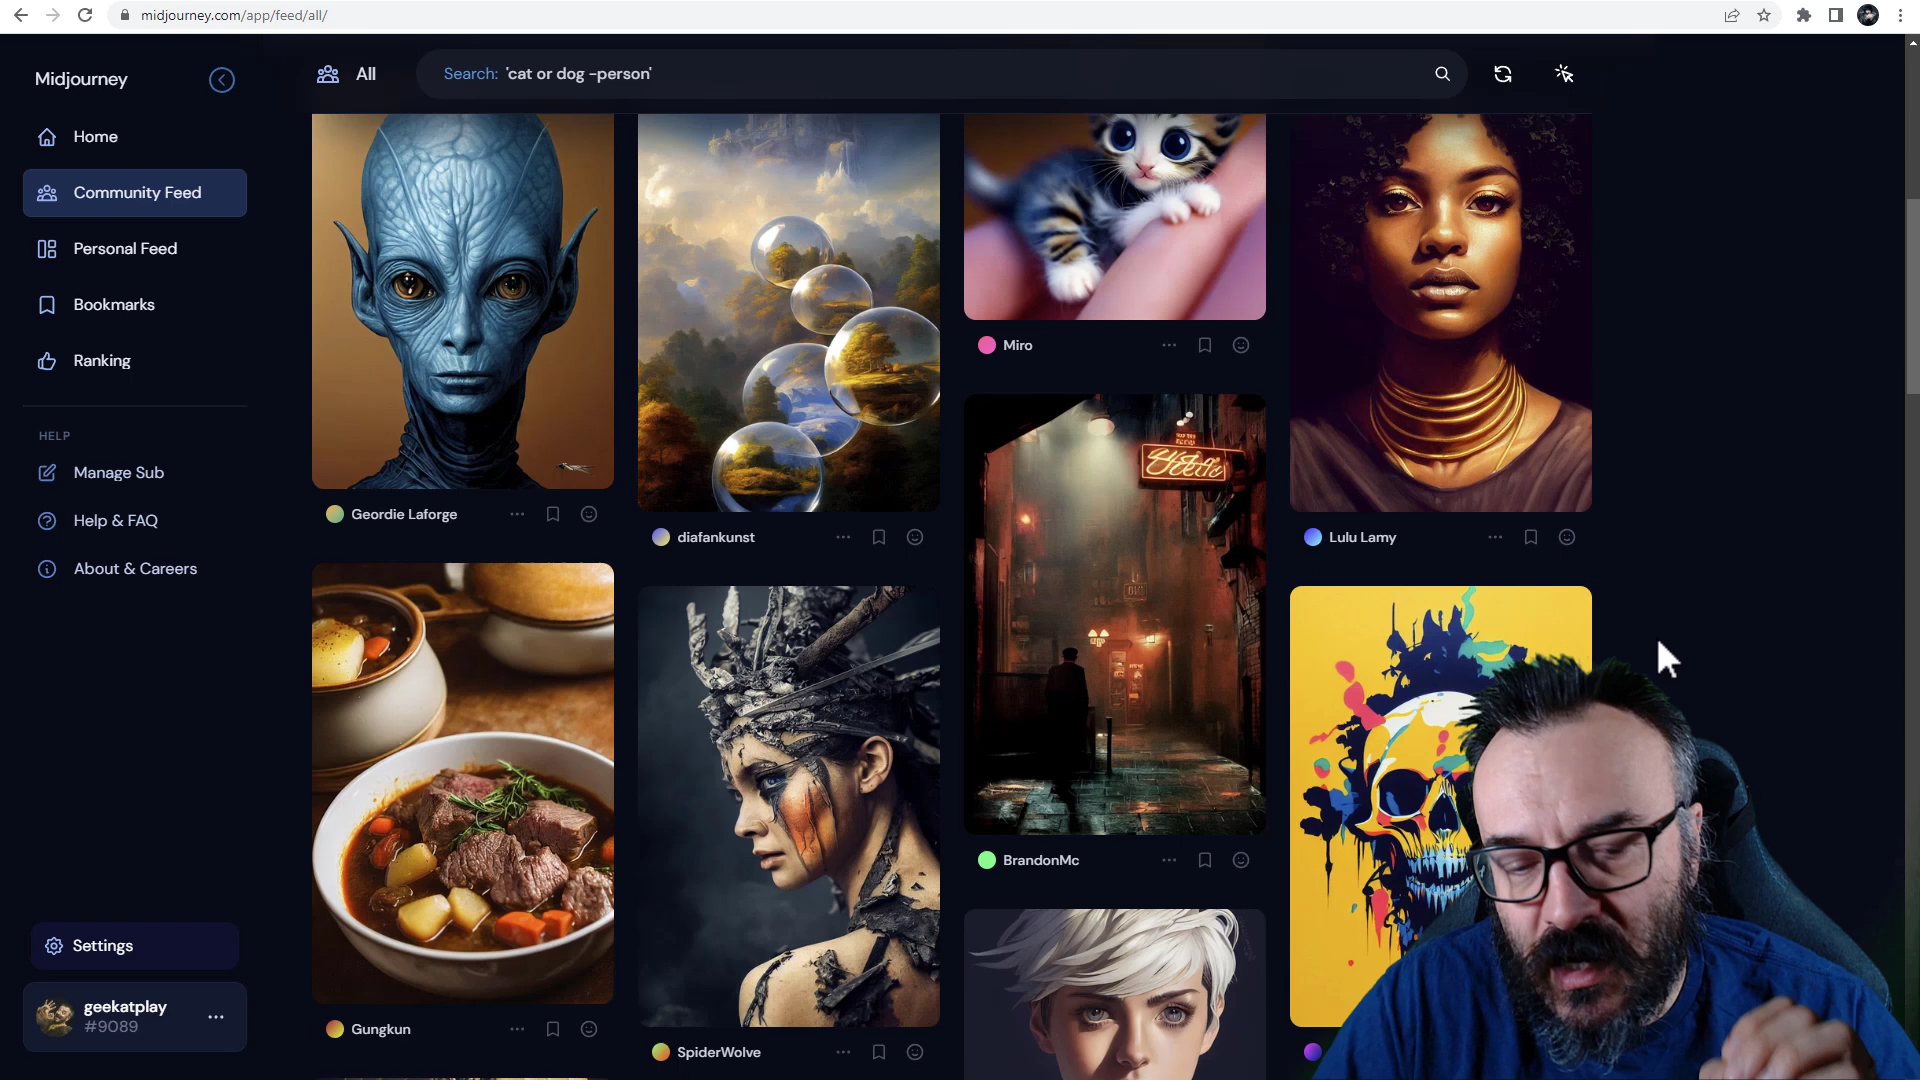 midjourney.com/app/feed/all/
Midjourney
All
Search: 'cat or dog -person'
Home
Community Feed
Personal Feed
Bookmarks
Ranking
HELP
Manage Sub
Help & FAQ
About & Careers
Settings
geekatplay
#9089
Geordie Laforge
diafankunst
Miro
Lulu Lamy
Gungkun
SpiderWolve
BrandonMc